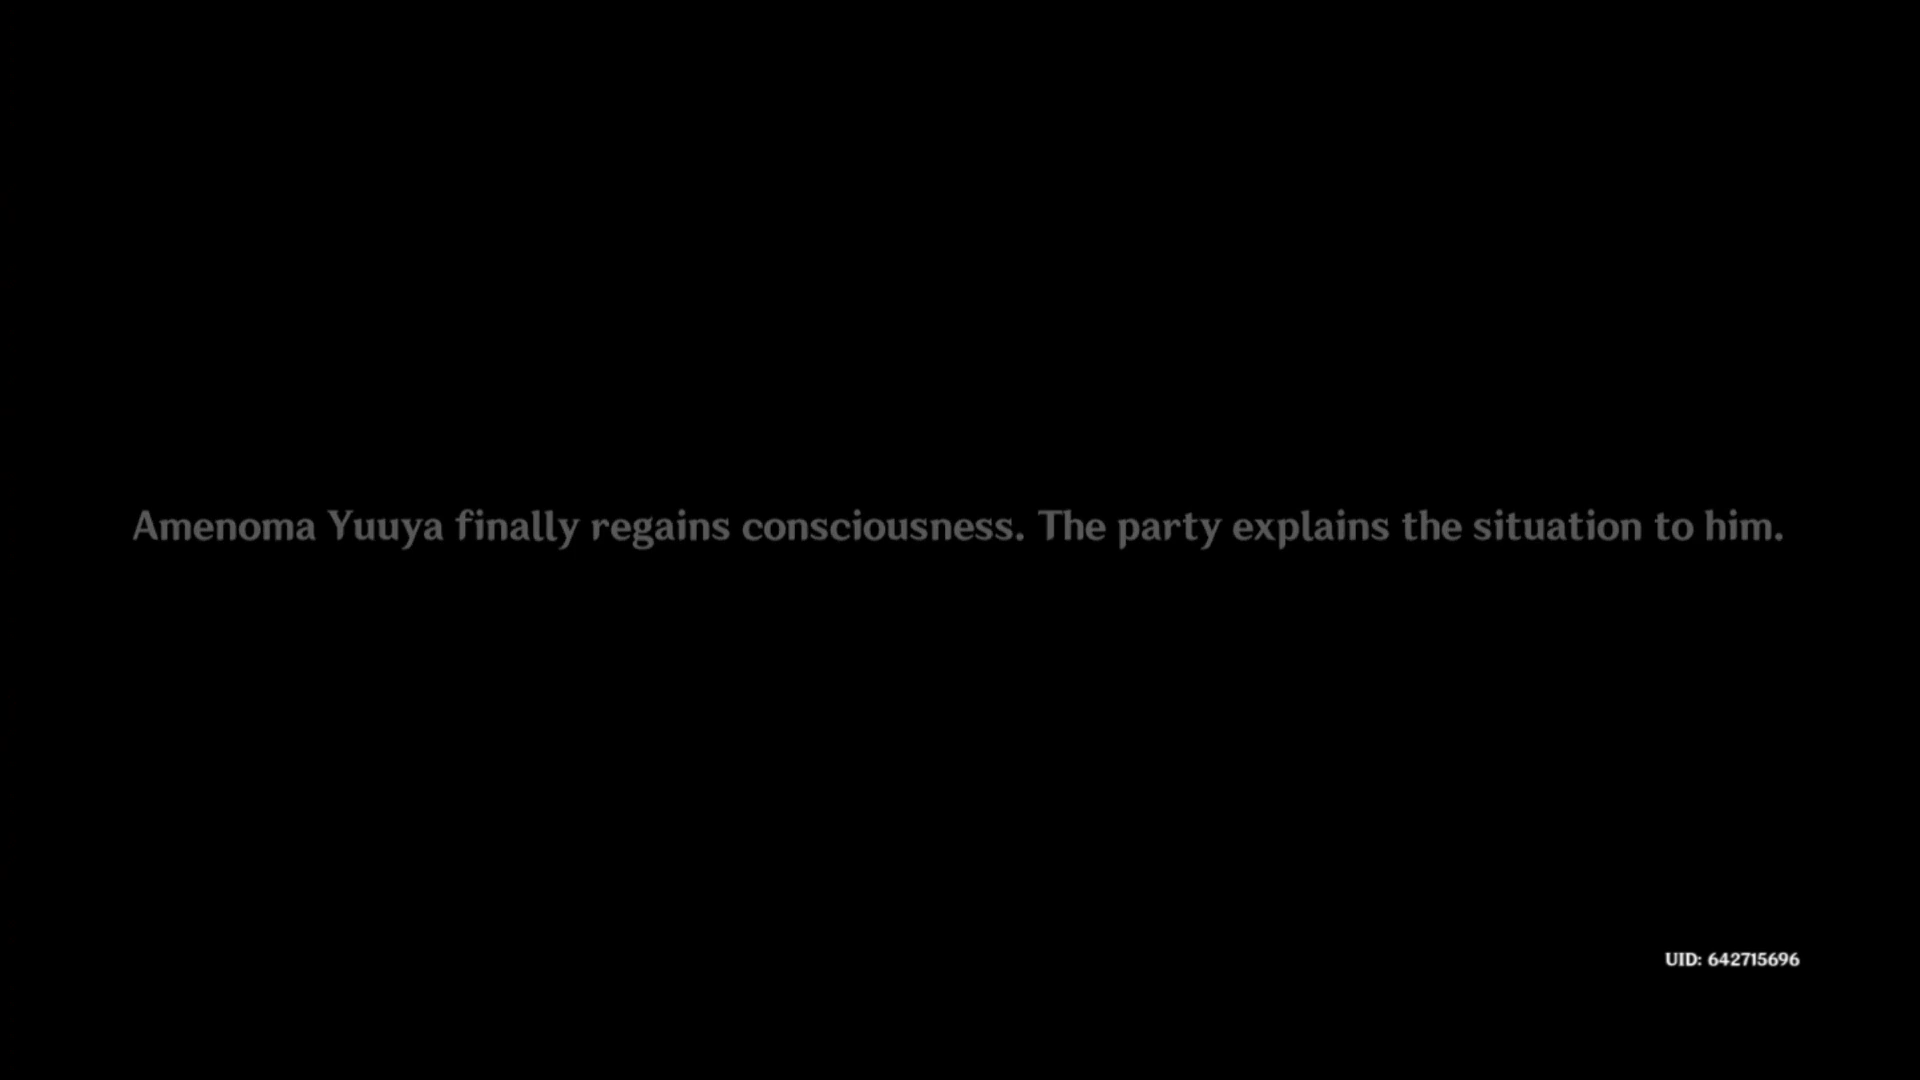 Amenoma Yuuya finally regains consciousness. The party explains the situation to him.
UID: 642715696